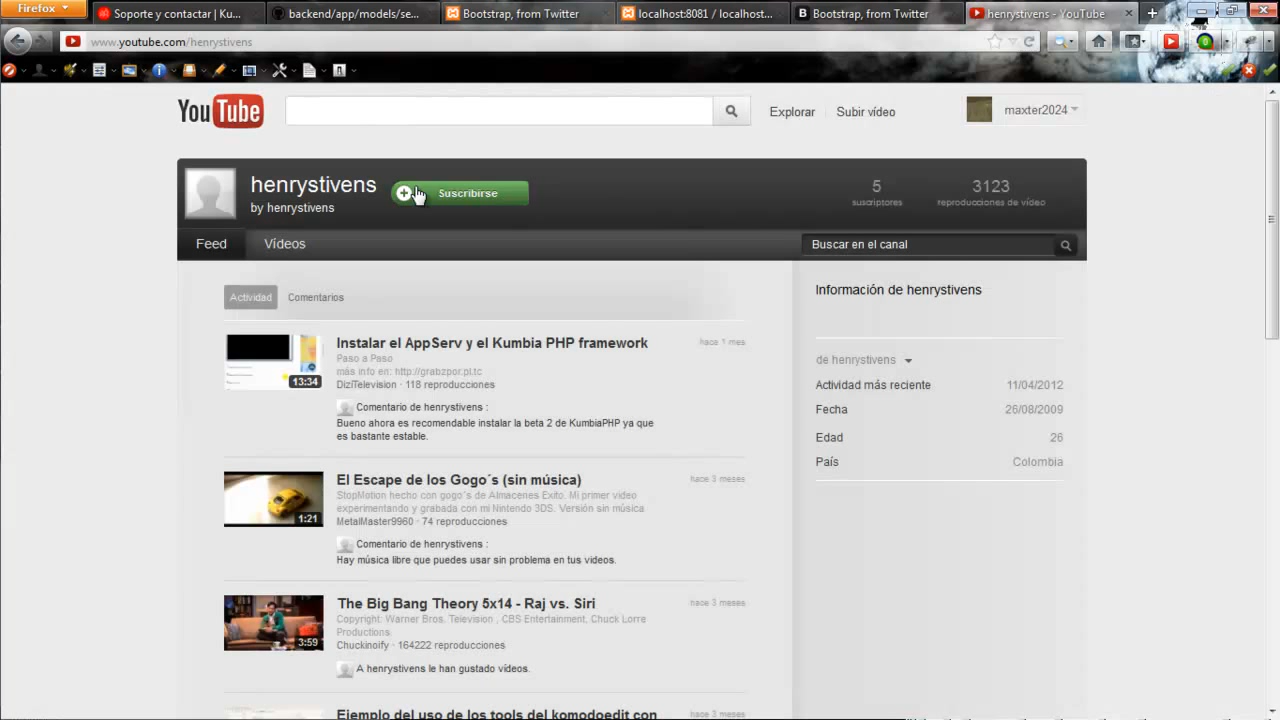 Firefox
Soporte y contactar | Ku...
backend/app/models/se...
Bootstrap, from Twitter
localhost:8081 / localhost...
Bootstrap, from Twitter
henrystivens - YouTube
www.youtube.com/henrystivens
YouTube
Explorar
Subir vídeo
maxter2024
henrystivens
by henrystivens
Suscribirse
5
suscriptores
3123
reproducciones de vídeo
Feed
Vídeos
Buscar en el canal
Actividad
Comentarios
Instalar el AppServ y el Kumbia PHP framework
hace 1 mes
Paso a Paso
más info en: http://grabzpor.pl.tc
DiziTelevision · 118 reproducciones
13:34
Comentario de henrystivens :
Bueno ahora es recomendable instalar la beta 2 de KumbiaPHP ya que
es bastante estable.
El Escape de los Gogo´s (sin música)
hace 3 meses
StopMotion hecho con gogo´s de Almacenes Exito. Mi primer video
experimentando y grabada con mi Nintendo 3DS. Versión sin música
MetalMaster9960 · 74 reproducciones
1:21
Comentario de henrystivens :
Hay música libre que puedes usar sin problema en tus videos.
The Big Bang Theory 5x14 - Raj vs. Siri
hace 3 meses
Copyright: Warner Bros. Television , CBS Entertainment, Chuck Lorre
Productions.
Chuckinoify · 164222 reproducciones
3:59
A henrystivens le han gustado vídeos.
Ejemplo del uso de los tools del komodoedit con
hace 3 meses
Información de henrystivens
de henrystivens
Actividad más reciente 11/04/2012
Fecha 26/08/2009
Edad 26
País Colombia